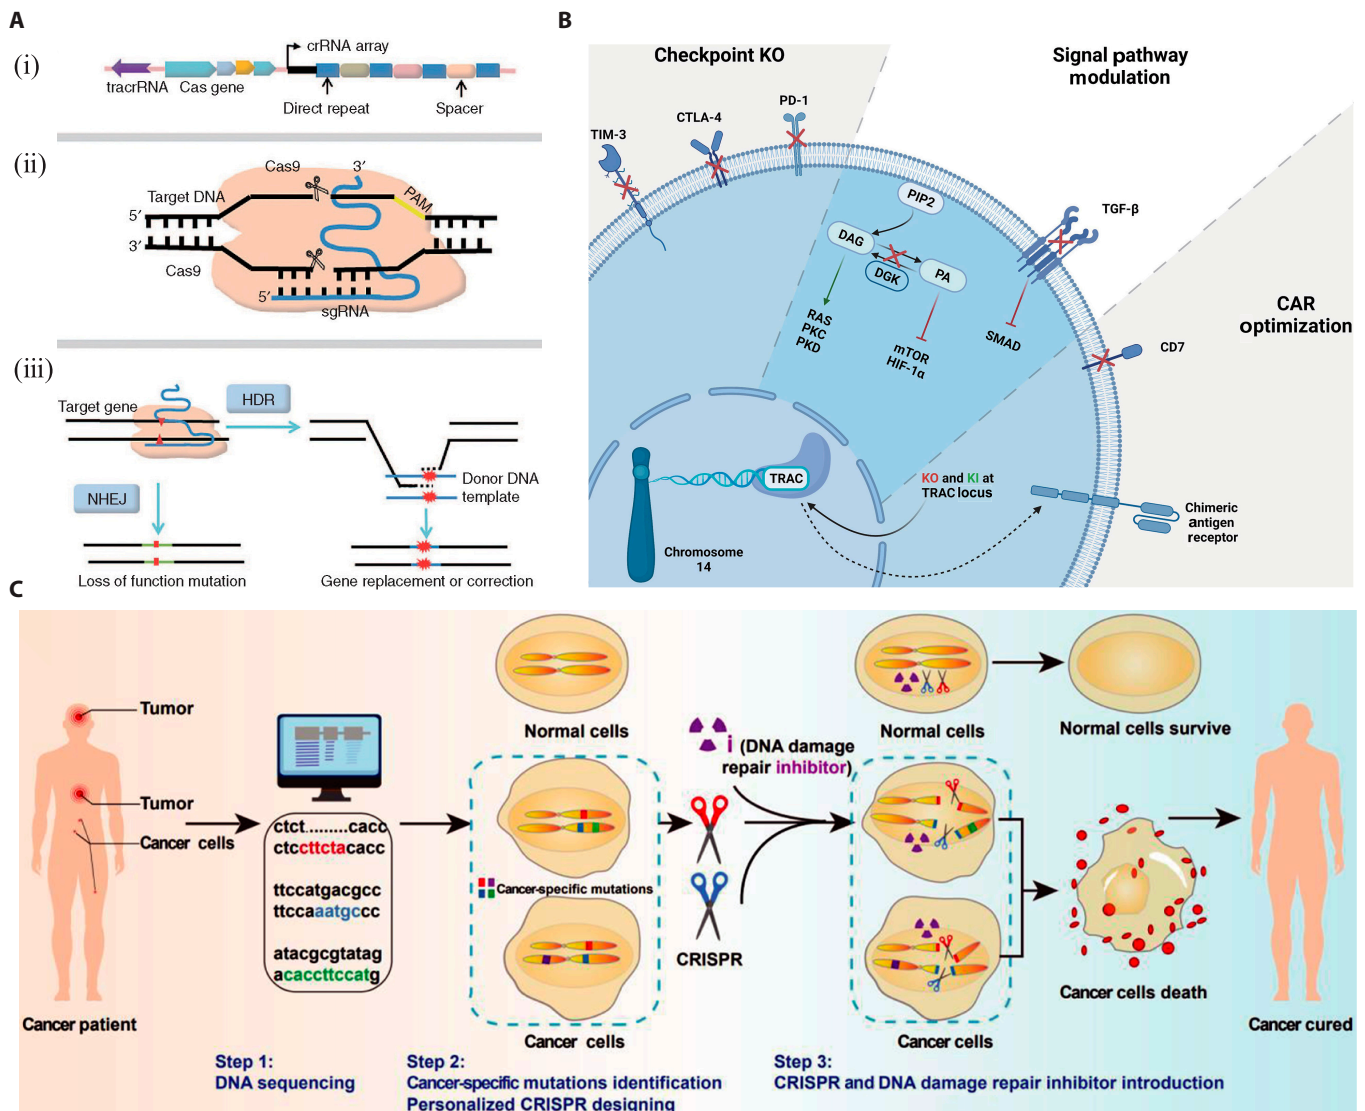 A
(i)
crRNA array
tracrRNA
Cas gene
Direct repeat
Spacer
(ii)
Cas9
3′
Target DNA
PAM
5′
3′
Cas9
5′
sgRNA
(iii)
Target gene
HDR
NHEJ
Donor DNA
template
Loss of function mutation
Gene replacement or correction
B
Checkpoint KO
Signal pathway
modulation
PD-1
CTLA-4
TIM-3
PIP2
DAG
DGK
PA
TGF-β
RAS
PKC
PKD
mTOR
HIF-1α
SMAD
CAR
optimization
CD7
TRAC
KO and KI at
TRAC locus
Chromosome
14
Chimeric
antigen
receptor
C
Tumor
Tumor
Cancer cells
Cancer patient
ctct.........cacc
ctccttctacacc
ttccatgacgcc
ttccaaatgccc
atacgcgtatag
acaccttccatg
Normal cells
Cancer-specific mutations
Cancer cells
i (DNA damage
repair inhibitor)
CRISPR
Normal cells
Normal cells survive
Cancer cells
Cancer cells death
Cancer cured
Step 1:
DNA sequencing
Step 2:
Cancer-specific mutations identification
Personalized CRISPR designing
Step 3:
CRISPR and DNA damage repair inhibitor introduction